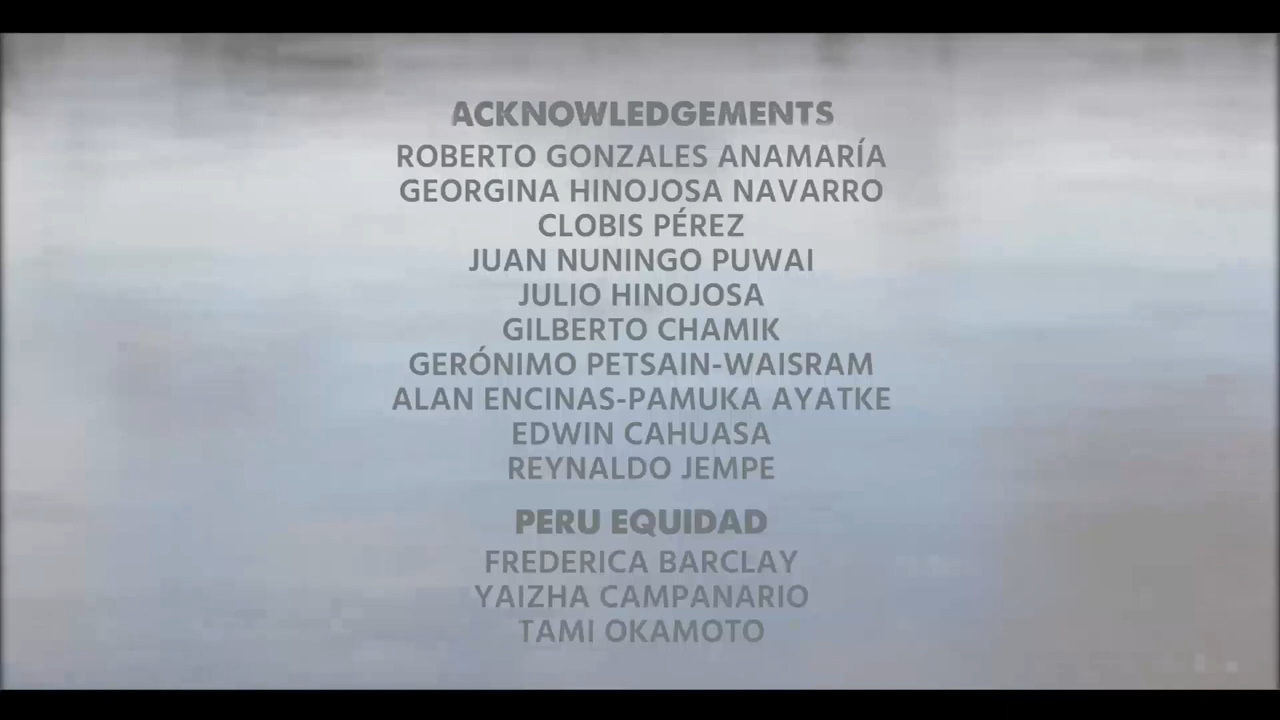 ACKNOWLEDGEMENTS
ROBERTO GONZALES ANAMARÍA
GEORGINA HINOJOSA NAVARRO
CLOBIS PÉREZ
JUAN NUNINGO PUWAI
JULIO HINOJOSA
GILBERTO CHAMIK
GERÓNIMO PETSAIN-WAISRAM
ALAN ENCINAS-PAMUKA AYATKE
EDWIN CAHUASA
REYNALDO JEMPE
PERU EQUIDAD
FREDERICA BARCLAY
YAIZHA CAMPANARIO
TAMI OKAMOTO